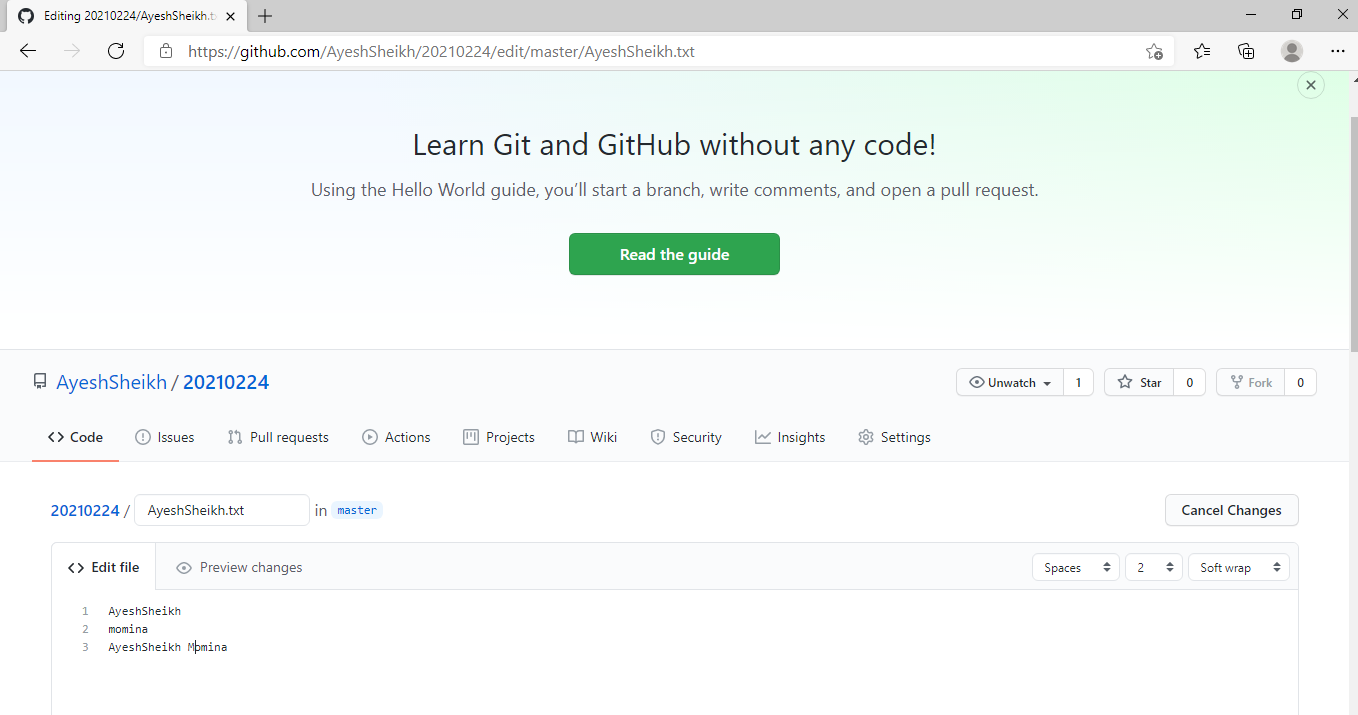 Editing 20210224/AyeshSheikh.t
https://github.com/AyeshSheikh/20210224/edit/master/AyeshSheikh.txt
Learn Git and GitHub without any code!
Using the Hello World guide, you’ll start a branch, write comments, and open a pull request.
Read the guide
AyeshSheikh / 20210224
Unwatch 1 Star 0 Fork 0
Code Issues Pull requests Actions Projects Wiki Security Insights Settings
20210224 / AyeshSheikh.txt in master Cancel Changes
<> Edit file Preview changes Spaces 2 Soft wrap
1 AyeshSheikh
2 momina
3 AyeshSheikh Momina